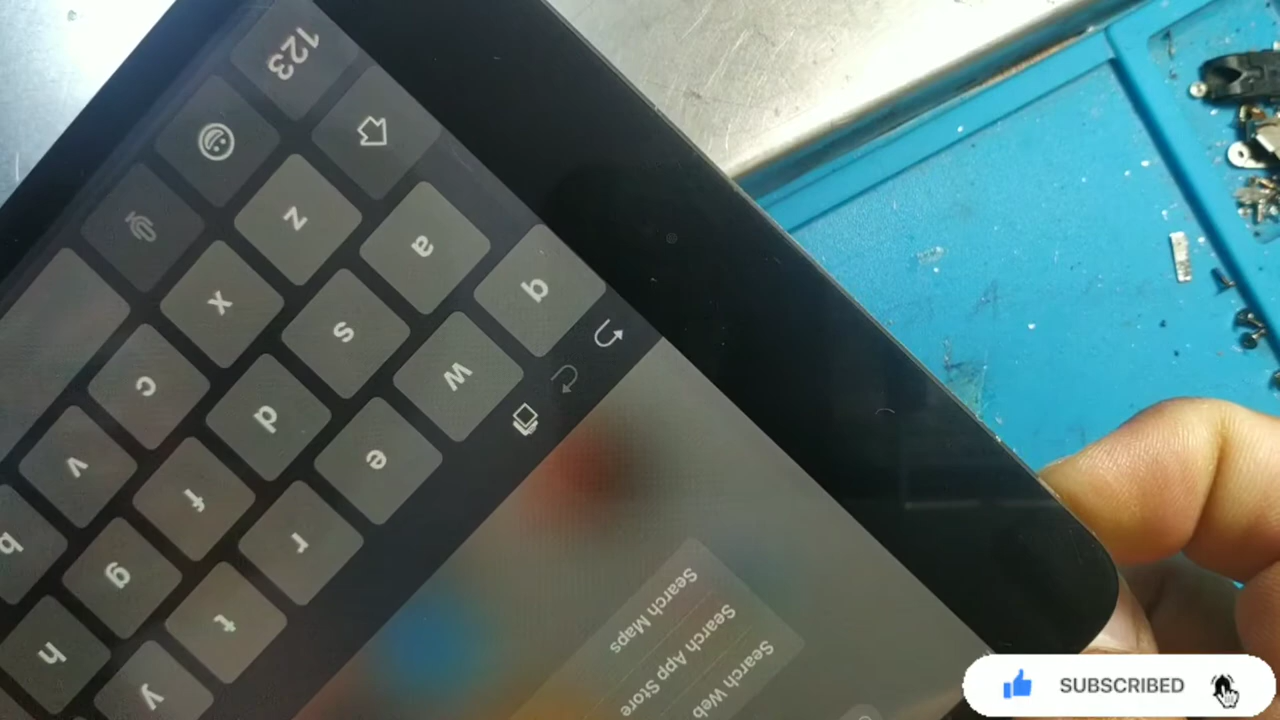 Search Web
Search App Store
Search Maps
q w e r t y
a s d f g h
z x c v b
123
SUBSCRIBED